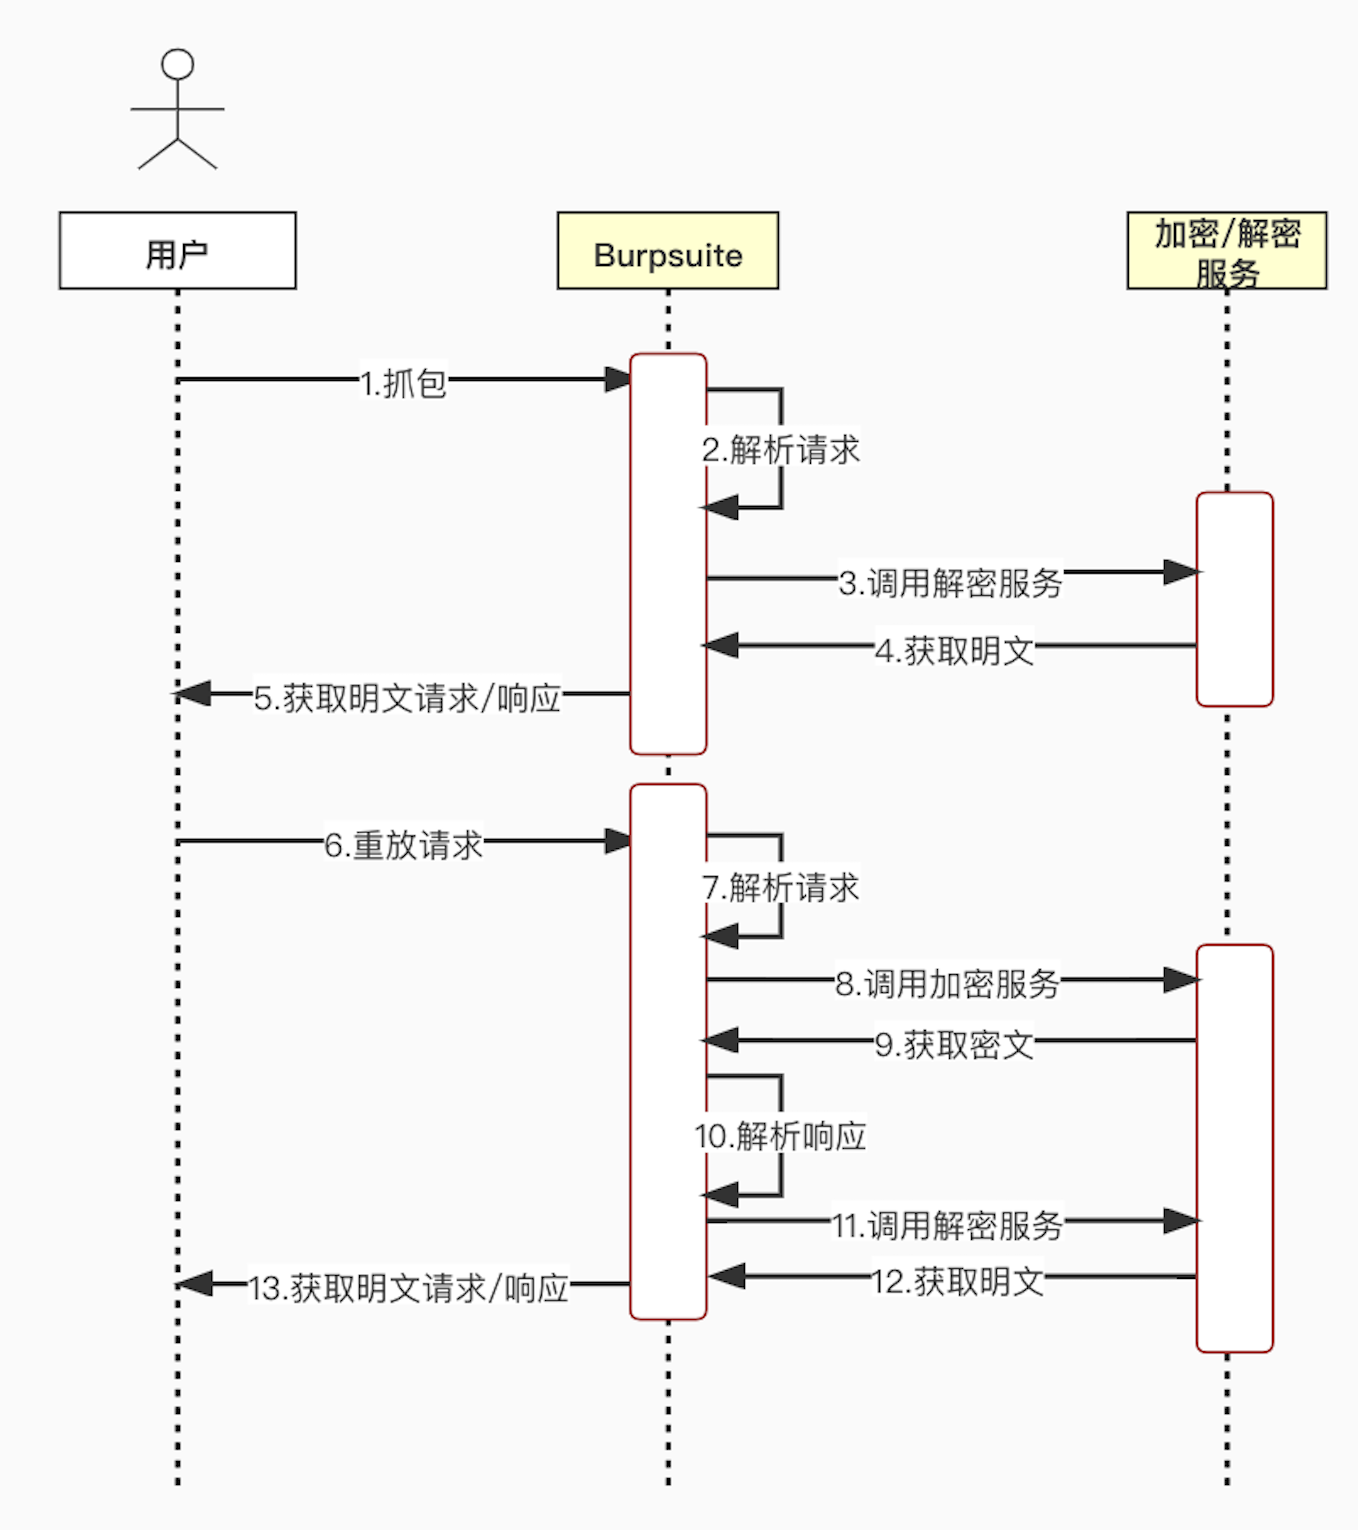 用户
Burpsuite
加密/解密
服务
1.抓包
2.解析请求
3.调用解密服务
4.获取明文
5.获取明文请求/响应
6.重放请求
7.解析请求
8.调用加密服务
9.获取密文
10.解析响应
11.调用解密服务
12.获取明文
13.获取明文请求/响应